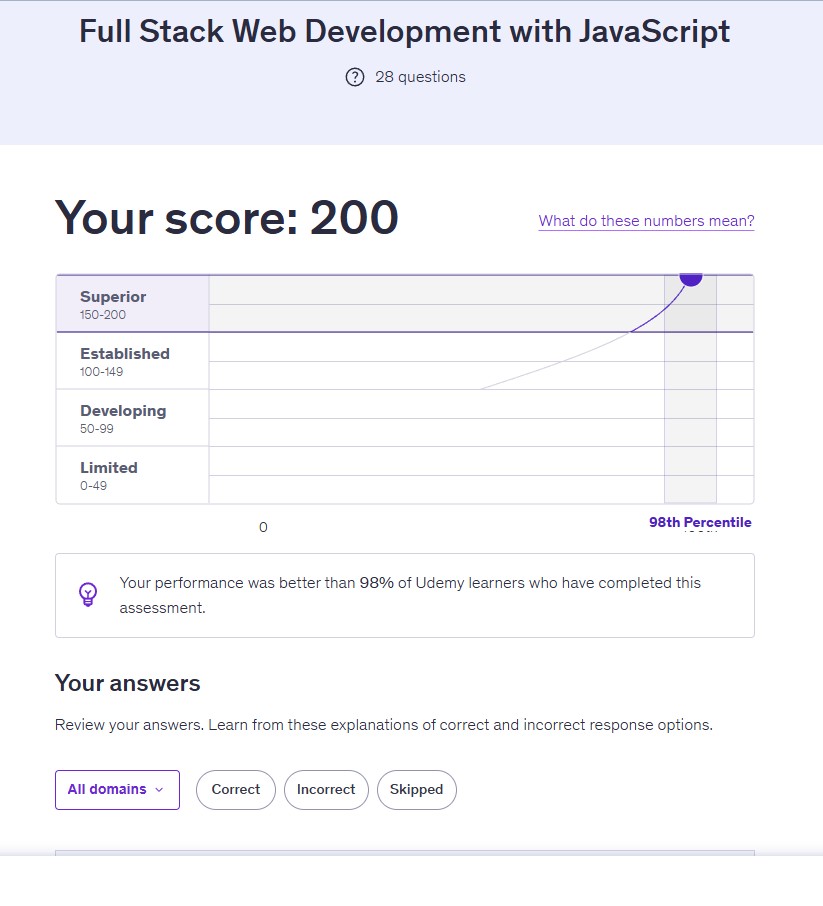 Full Stack Web Development with JavaScript
28 questions
Your score: 200
What do these numbers mean?
Superior
150-200
Established
100-149
Developing
50-99
Limited
0-49
0
98th Percentile
Your performance was better than 98% of Udemy learners who have completed this
assessment.
Your answers
Review your answers. Learn from these explanations of correct and incorrect response options.
All domains
Correct
Incorrect
Skipped